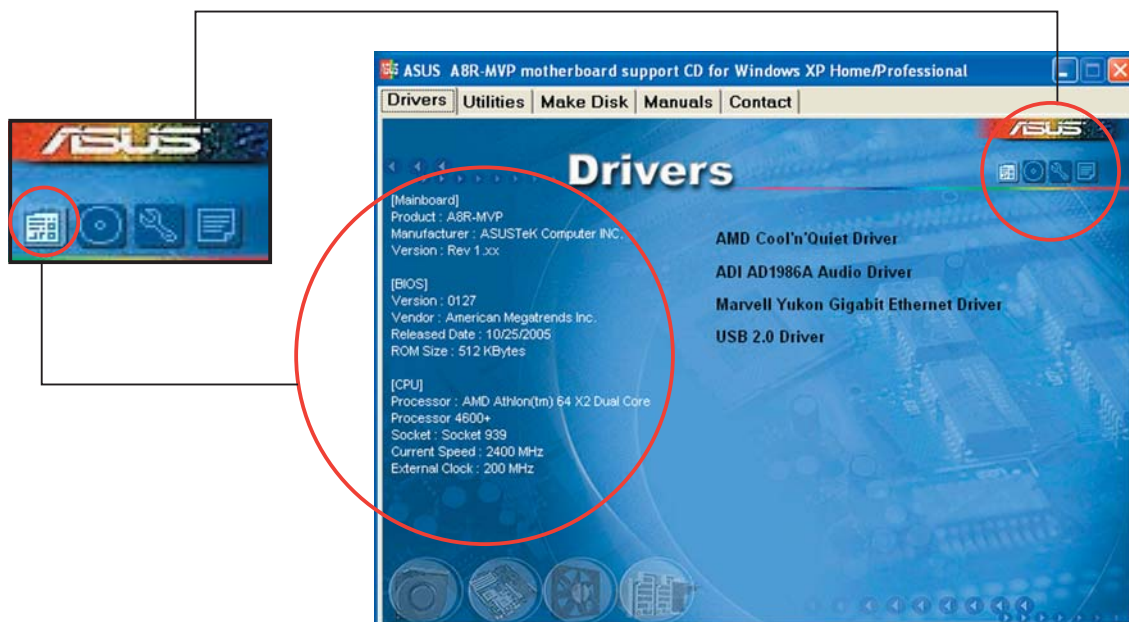 ASUS A8R-MVP motherboard support CD for Windows XP Home/Professional
Drivers Utilities Make Disk Manuals Contact
ASUS
ASUS
Drivers
[Mainboard]
Product : A8R-MVP
Manufacturer : ASUSTeK Computer INC.
Version : Rev 1.xx
[BIOS]
Version : 0127
Vendor : American Megatrends Inc.
Released Date : 10/25/2005
ROM Size : 512 KBytes
[CPU]
Processor : AMD Athlon(tm) 64 X2 Dual Core
Processor 4600+
Socket : Socket 939
Current Speed : 2400 MHz
External Clock : 200 MHz
AMD Cool'n'Quiet Driver
ADI AD1986A Audio Driver
Marvell Yukon Gigabit Ethernet Driver
USB 2.0 Driver